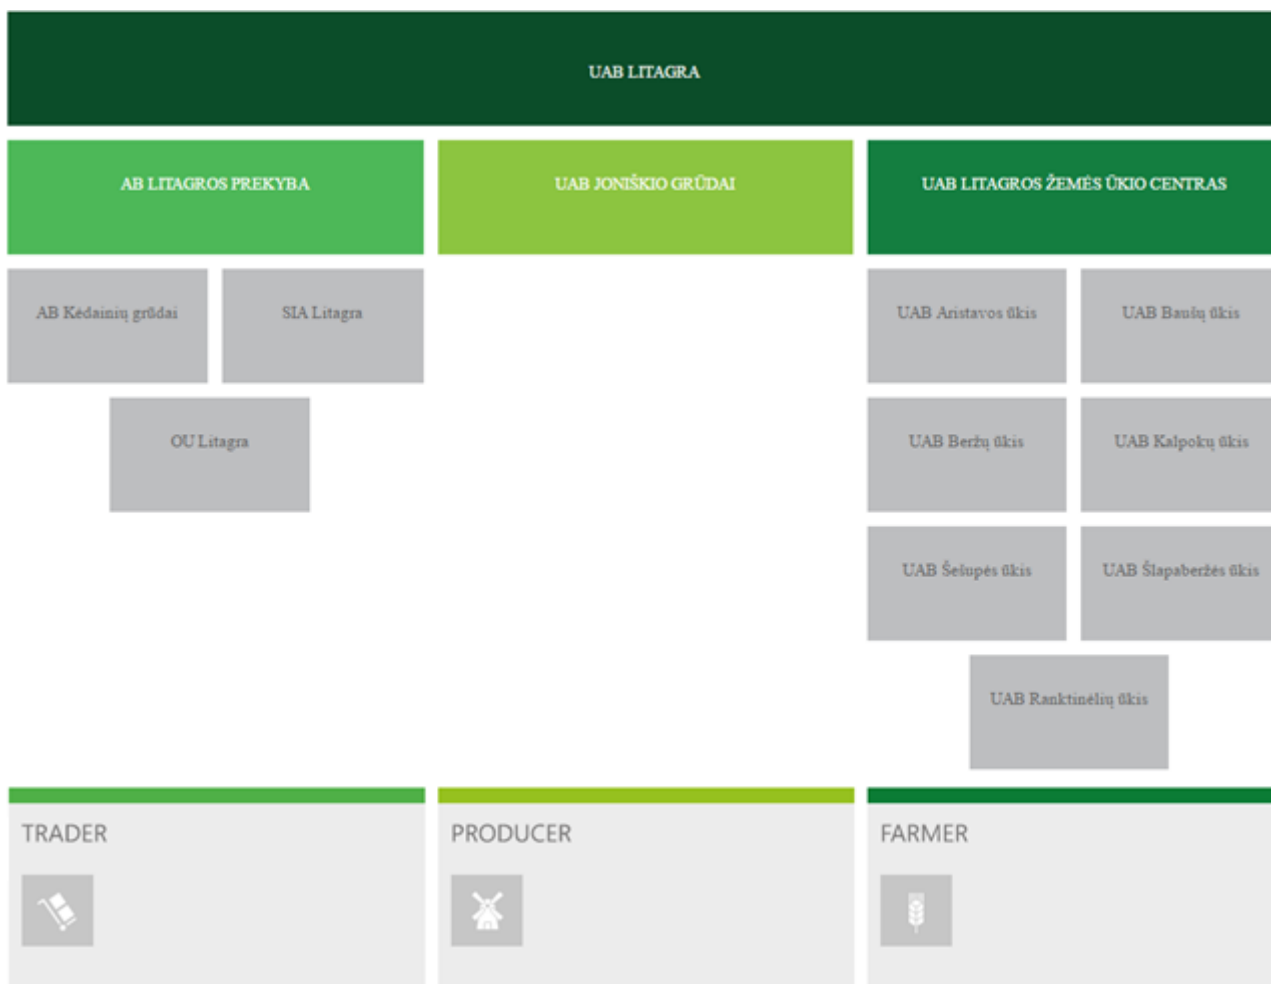 UAB LITAGRA
AB LITAGROS PREKYBA
UAB JONIŠKIO GRŪDAI
UAB LITAGROS ŽEMĖS ŪKIO CENTRAS
AB Kėdainių grūdai
SIA Litagra
UAB Aristavos ūkis
UAB Baušų ūkis
OU Litagra
UAB Beržų ūkis
UAB Kalpokų ūkis
UAB Šešupės ūkis
UAB Šlapaberžės ūkis
UAB Ranktinėlių ūkis
TRADER
PRODUCER
FARMER